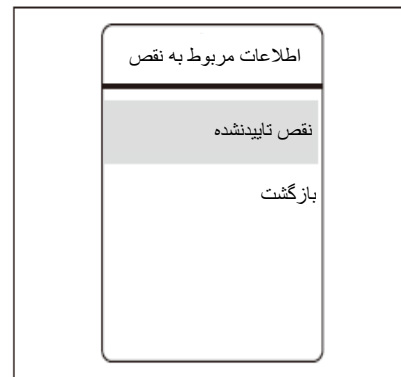 اطلاعات مربوط به نقص
نقص تاییدنشده
بازگشت